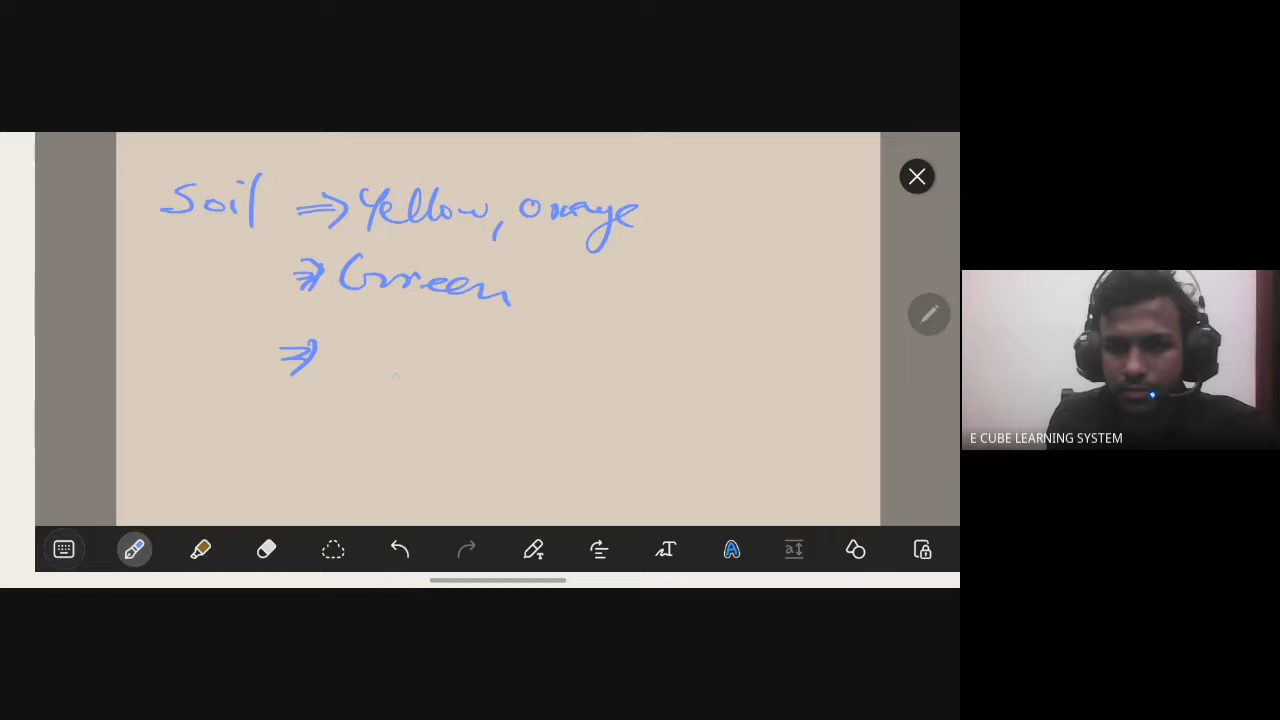 Soil ⇒ Yellow, Orange
⇒ Green
⇒
E CUBE LEARNING SYSTEM